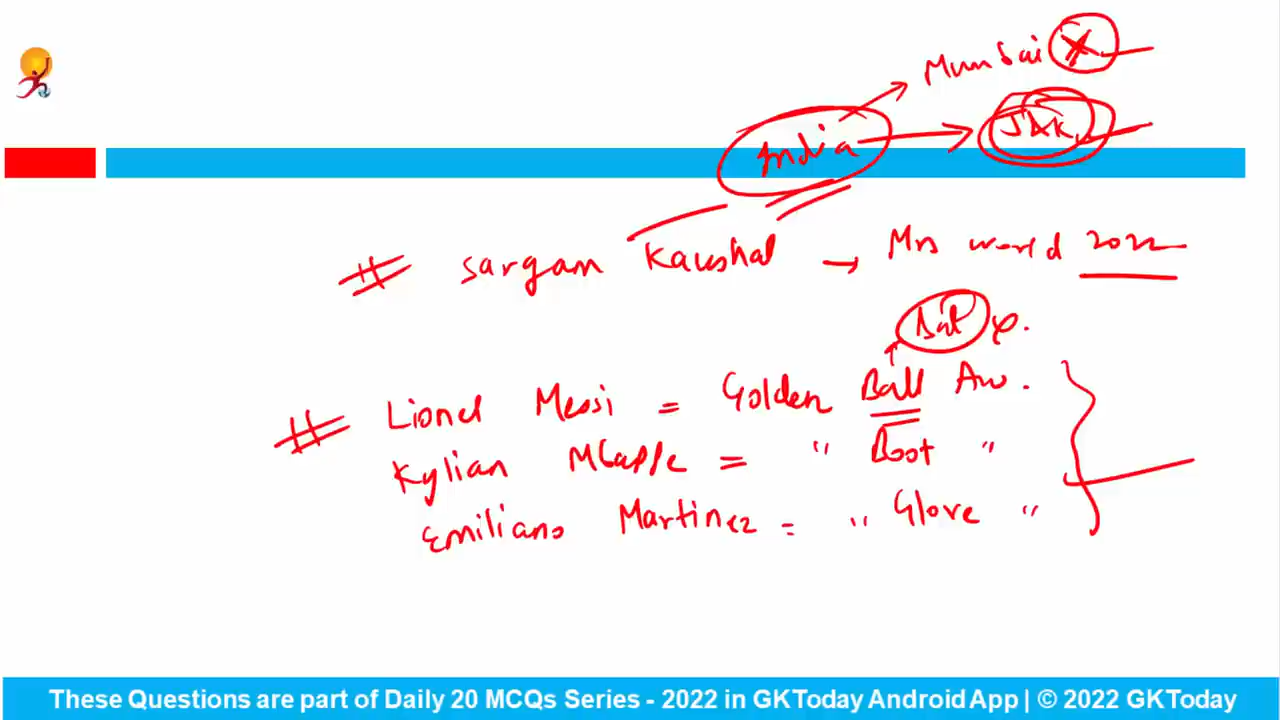 Mumbai
India
J&K
Sargam Kaushal → Mrs World 2022
Bat
Lionel Messi = Golden Ball Aw.
Kylian Mbappe = " Boot "
Emiliano Martinez = " Glove "
These Questions are part of Daily 20 MCQs Series - 2022 in GKToday Android App | © 2022 GKToday